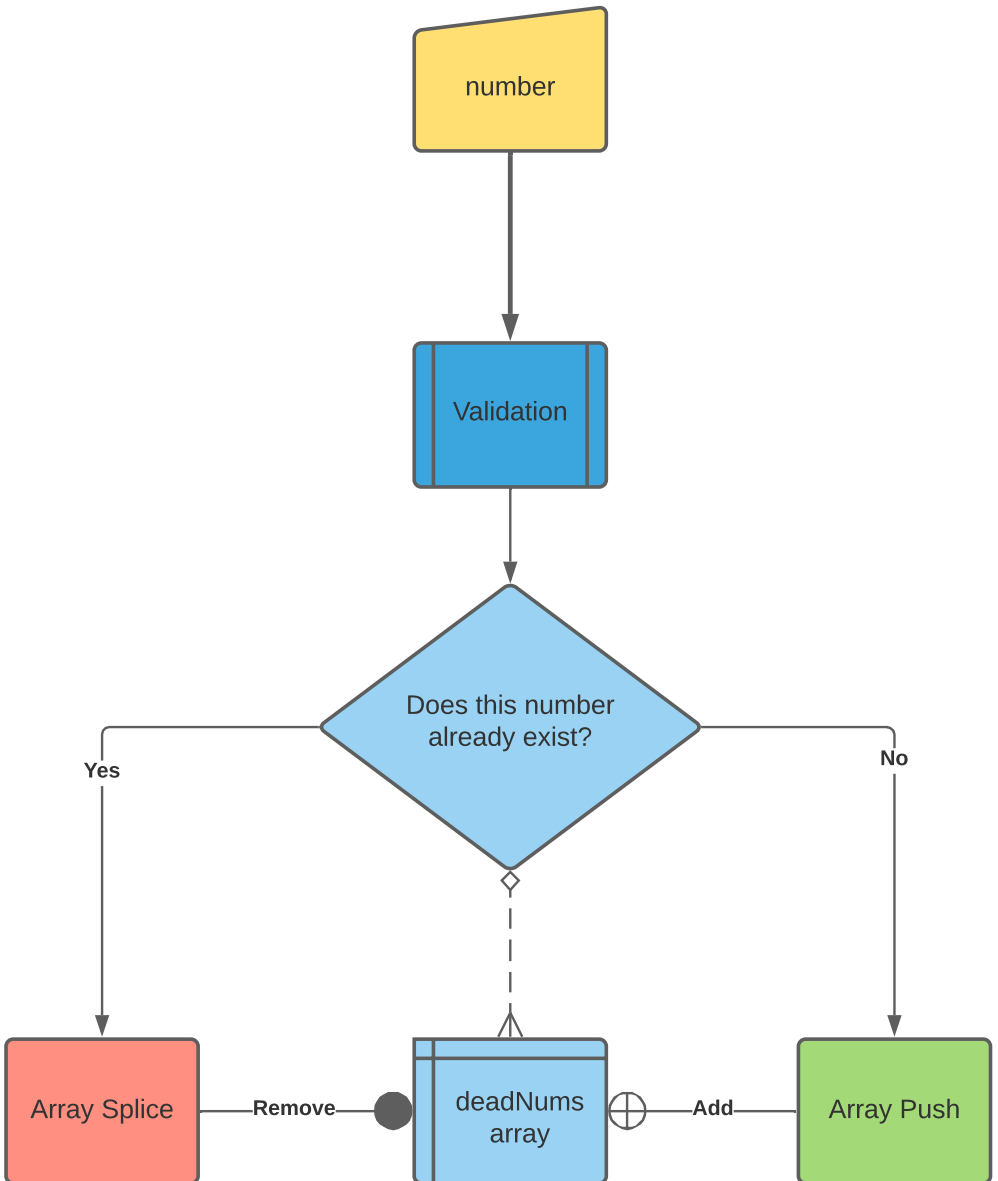 number
Validation
Does this number
already exist?
Yes
No
Array Splice
Remove
deadNums
array
Add
Array Push